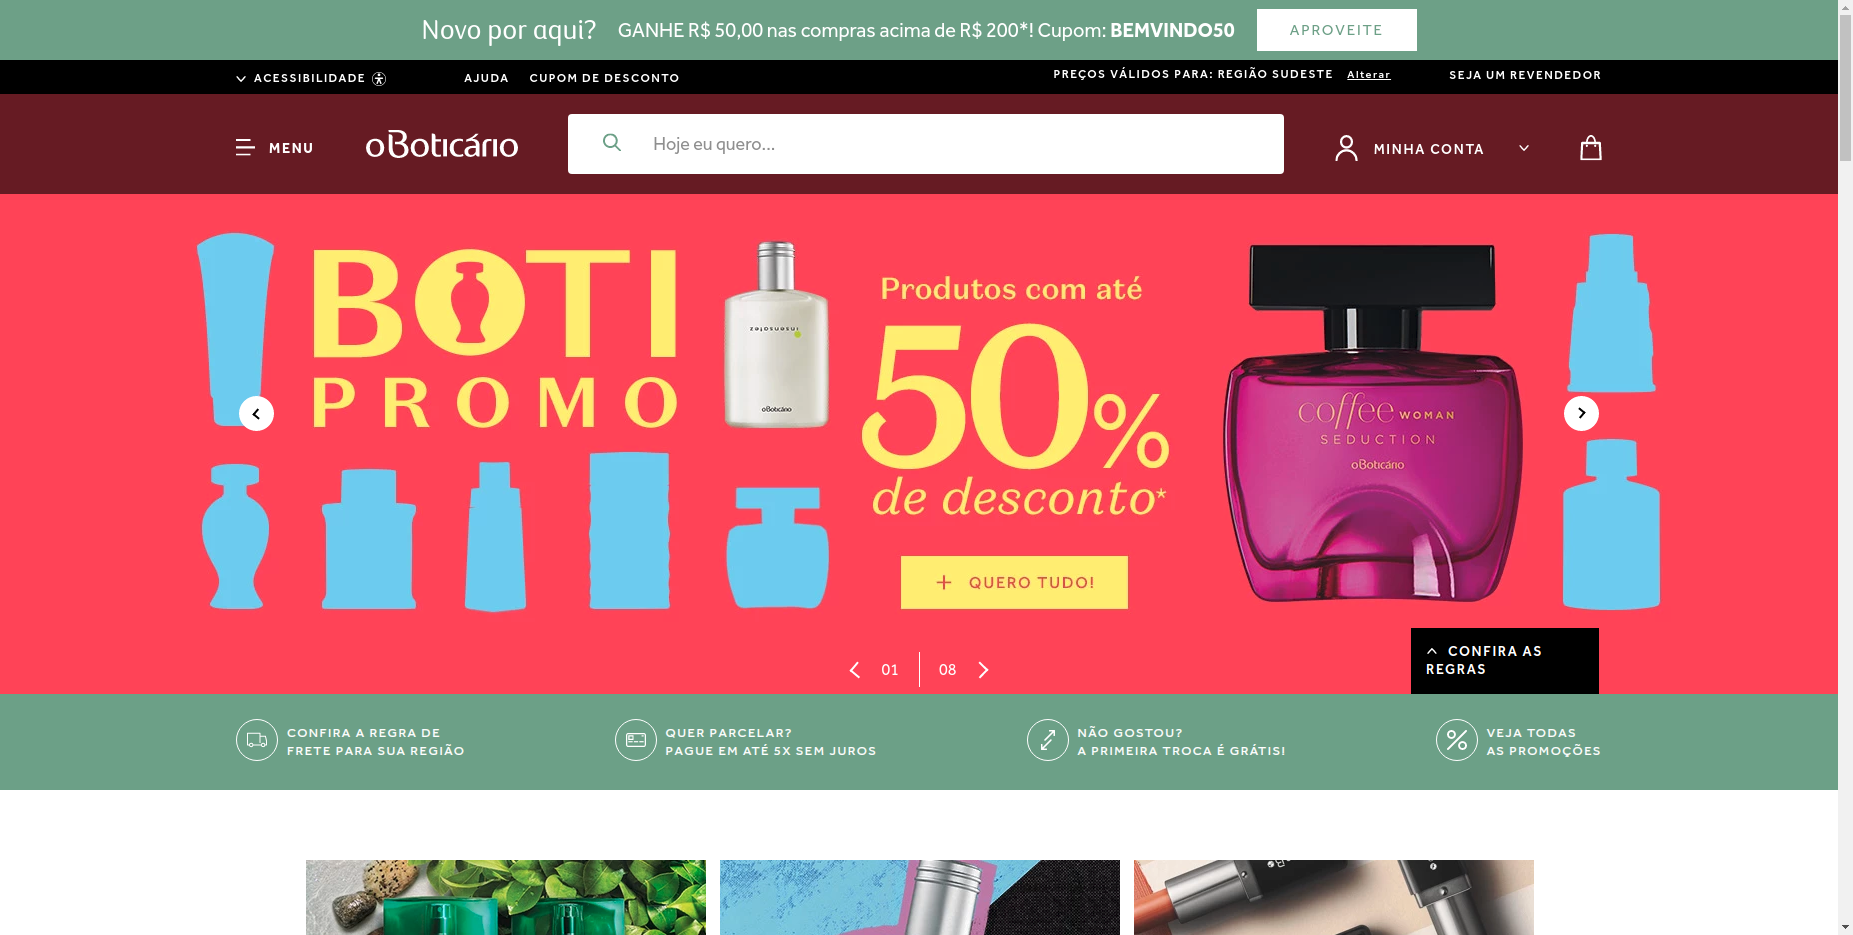 Novo por aqui? GANHE R$ 50,00 nas compras acima de R$ 200*! Cupom: BEMVINDO50 APROVEITE
ACESSIBILIDADE AJUDA CUPOM DE DESCONTO PREÇOS VÁLIDOS PARA: REGIÃO SUDESTE Alterar SEJA UM REVENDEDOR
MENU oBoticário Hoje eu quero... MINHA CONTA
BOTI
PROMO
insensatez
oBoticário
Produtos com até
50%
de desconto*
+ QUERO TUDO!
coffee WOMAN
SEDUCTION
oBoticário
01 08
CONFIRA AS
REGRAS
CONFIRA A REGRA DE
FRETE PARA SUA REGIÃO
QUER PARCELAR?
PAGUE EM ATÉ 5X SEM JUROS
NÃO GOSTOU?
A PRIMEIRA TROCA É GRÁTIS!
VEJA TODAS
AS PROMOÇÕES